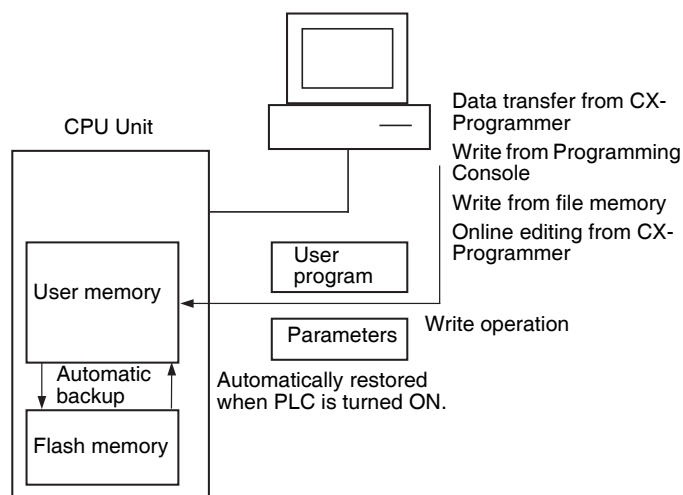 CPU Unit
Data transfer from CX-
Programmer
Write from Programming
Console
Write from file memory
Online editing from CX-
Programmer
User
program
User memory
Write operation
Parameters
Automatic
backup
Automatically restored
when PLC is turned ON.
Flash memory